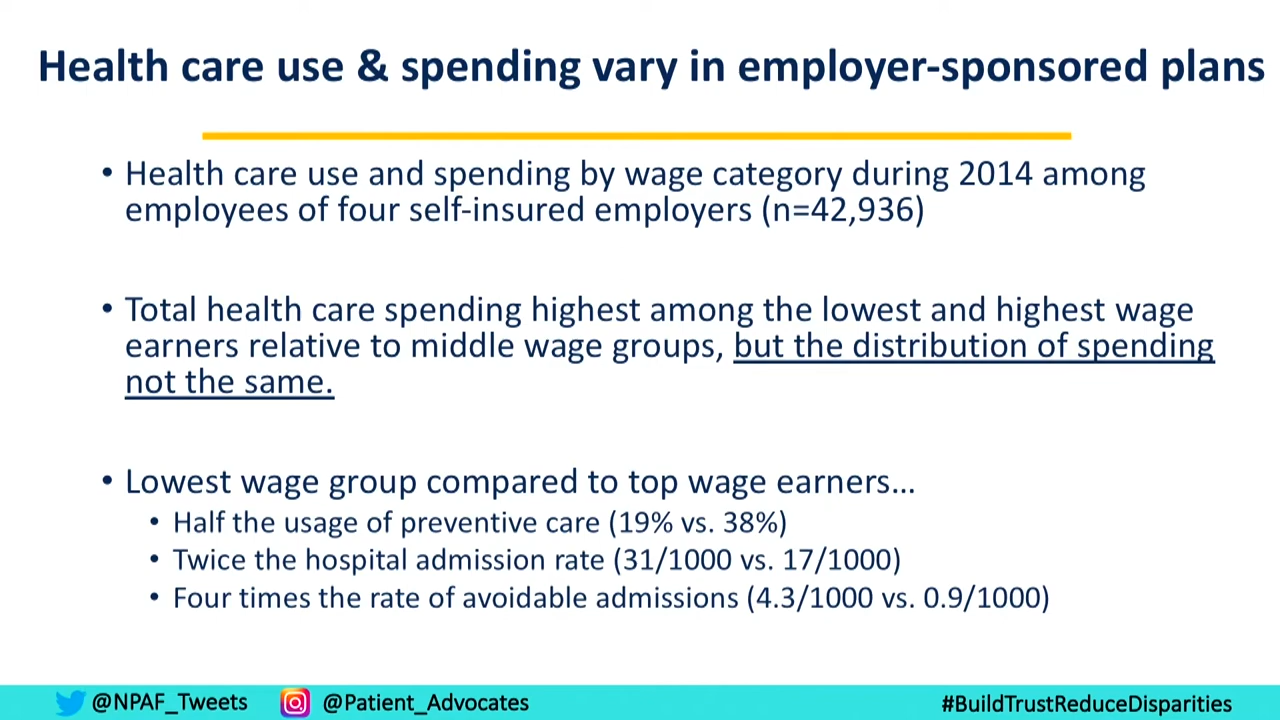 Health care use & spending vary in employer-sponsored plans
• Health care use and spending by wage category during 2014 among
employees of four self-insured employers (n=42,936)
• Total health care spending highest among the lowest and highest wage
earners relative to middle wage groups, but the distribution of spending
not the same.
• Lowest wage group compared to top wage earners...
• Half the usage of preventive care (19% vs. 38%)
• Twice the hospital admission rate (31/1000 vs. 17/1000)
• Four times the rate of avoidable admissions (4.3/1000 vs. 0.9/1000)
@NPAF_Tweets @Patient_Advocates #BuildTrustReduceDisparities